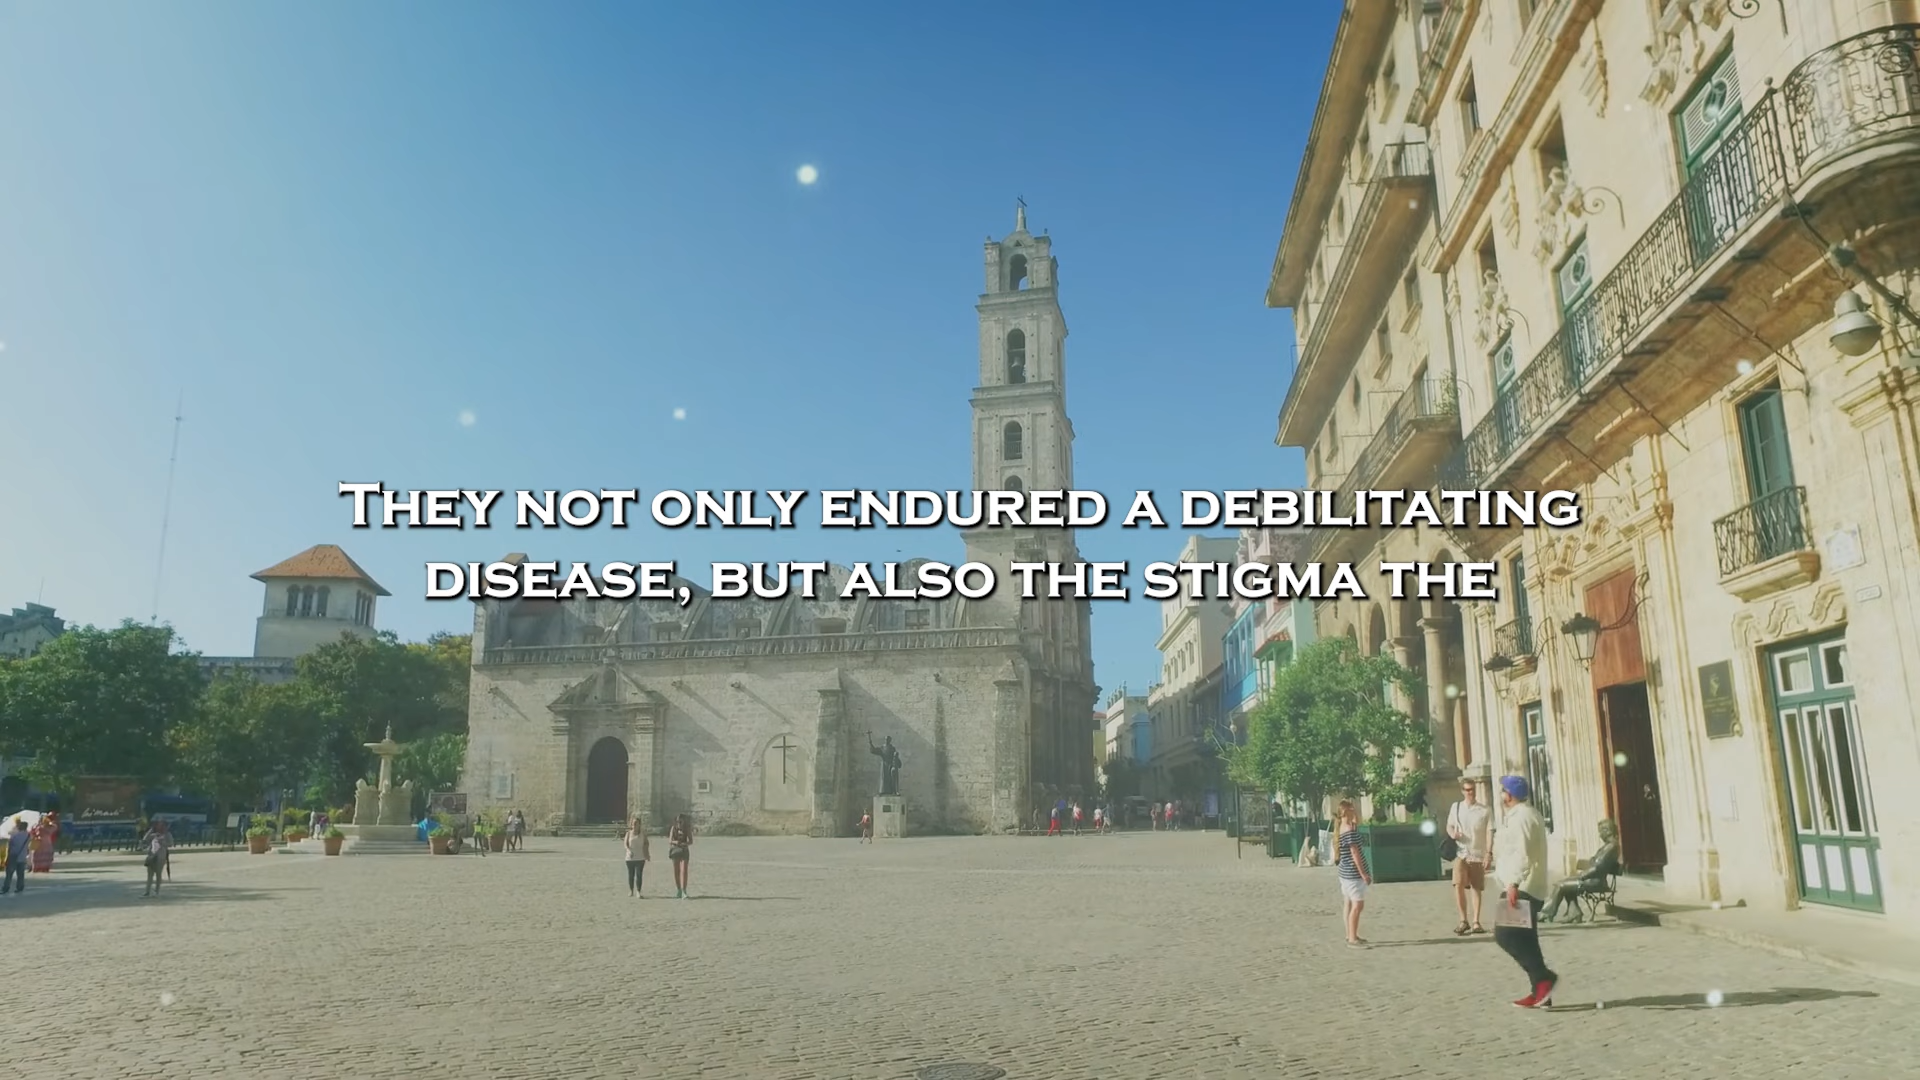 They not only endured a debilitating
disease, but also the stigma the